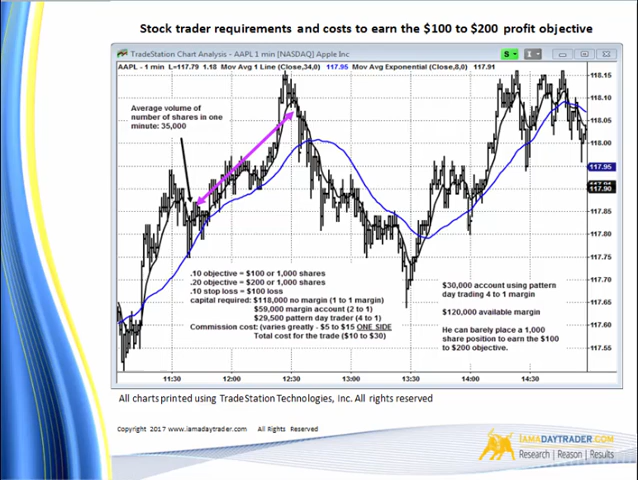 Stock trader requirements and costs to earn the $100 to $200 profit objective
TradeStation Chart Analysis - AAPL 1 min [NASDAQ] Apple Inc
AAPL - 1 min L=117.79 1.18 Mov Avg 1 Line (Close,34,0) 117.95 Mov Avg Exponential (Close,8,0) 117.91
Average volume of
number of shares in one
minute: 35,000
118.15
118.10
118.05
118.00
117.95
117.90
117.85
117.80
117.75
117.70
117.65
117.60
117.55
.10 objective = $100 or 1,000 shares
.20 objective = $200 or 1,000 shares
.10 stop loss = $100 loss
capital required: $118,000 no margin (1 to 1 margin)
$59,000 margin account (2 to 1)
$29,500 pattern day trader (4 to 1)
Commission cost: (varies greatly - $5 to $15 ONE SIDE
Total cost for the trade ($10 to $30)
$30,000 account using pattern
day trading 4 to 1 margin
$120,000 available margin
He can barely place a 1,000
share position to earn the $100
to $200 objective.
11:30 12:00 12:30 13:00 13:30 14:00 14:30
All charts printed using TradeStation Technologies, Inc. All rights reserved
Copyright 2017 www.iamadaytrader.com All Rights Reserved
IAMADAYTRADER.COM
Research | Reason | Results